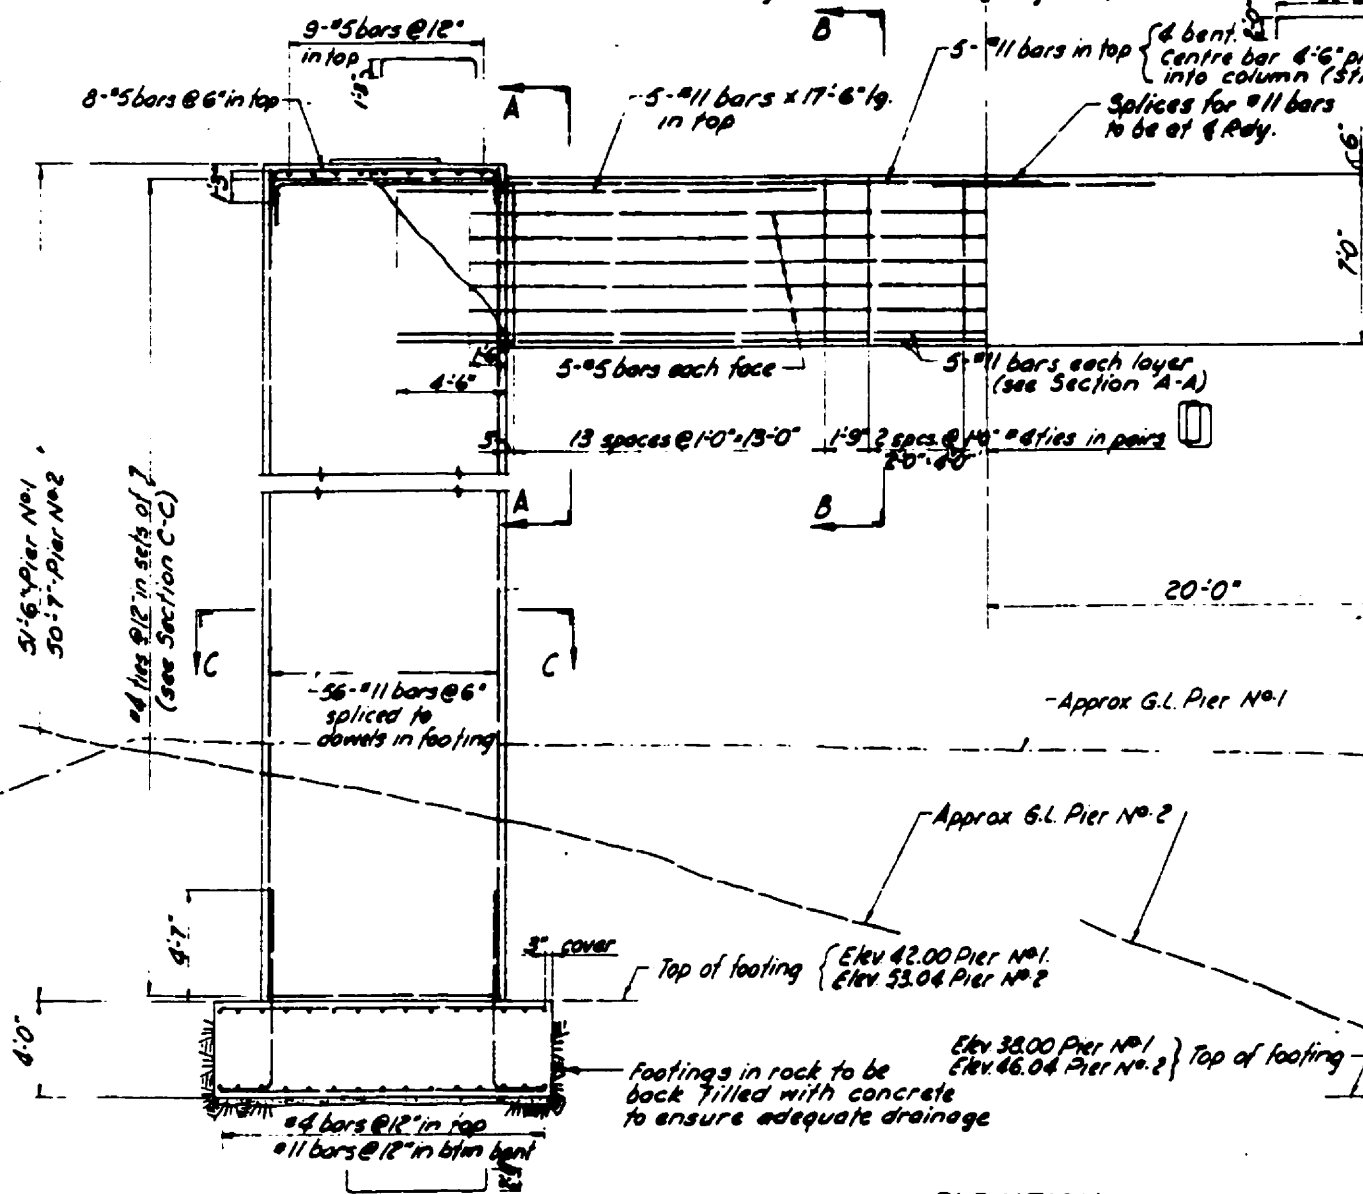 9-#5 bars @ 12"
in top
1'-3"
8-#5 bars @ 6" in top
A
5-#11 bars x 17'-6" lg.
in top
B
5-#11 bars in top
4 bent.
Centre bar 4'-6"
into column
Splices for #11 bars
to be at ₵ Rdy.
6"
7'-0"
1'-6"
4'-6"
5-#5 bars each face
5-#11 bars each layer
(see Section A-A)
13 spaces @ 1'-0" = 13'-0"
1'-9"
#4 ties in pairs
A
B
51'-6" Pier No.1
50'-7" Pier No.2
#4 ties @ 12" in sets of 7
(see Section C-C)
C
C
20'-0"
56-#11 bars @ 6"
spliced to
dowels in footing
Approx G.L. Pier No.1
Approx G.L. Pier No.2
4'-7"
3" cover
Top of footing
Elev 42.00 Pier No.1.
Elev. 53.04 Pier No.2
4'-0"
Elev. 38.00 Pier No.1
Elev. 46.04 Pier No.2
Top of footing
Footings in rock to be
back filled with concrete
to ensure adequate drainage
#4 bars @ 12" in top
#11 bars @ 12" in btm bent